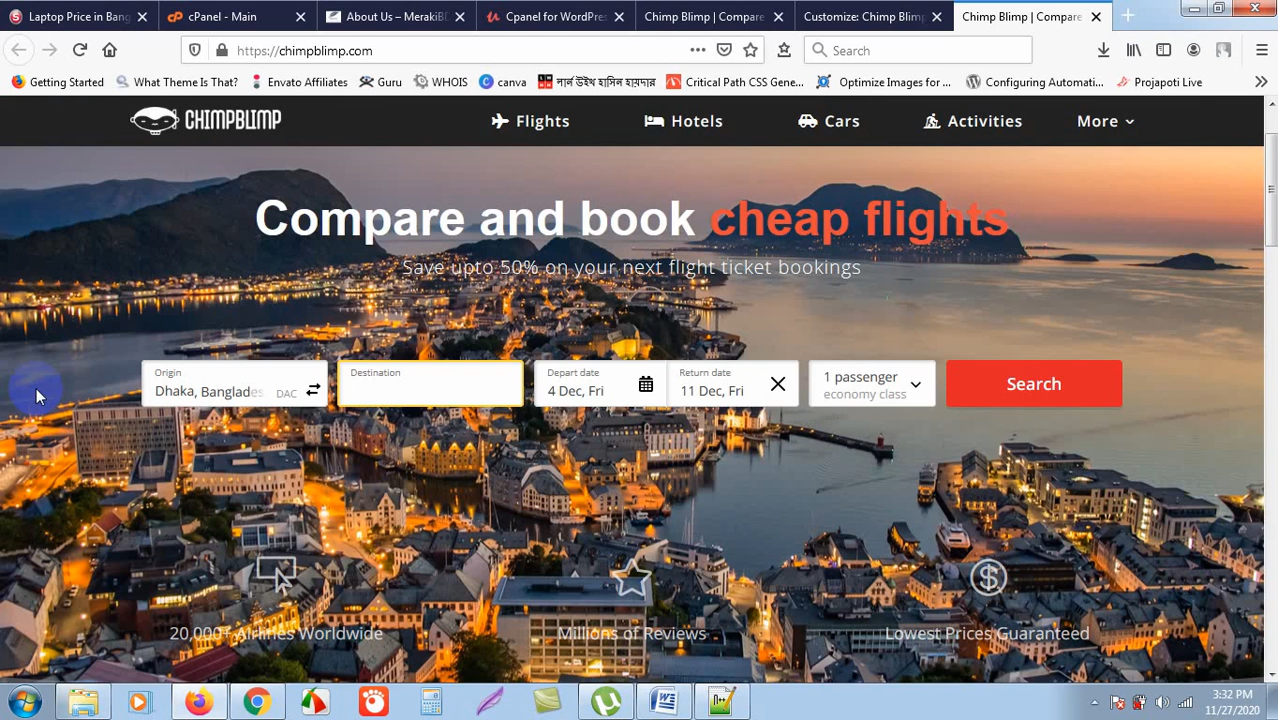 Laptop Price in Bang
cPanel - Main
About Us – MerakiBD
Cpanel for WordPres
Chimp Blimp | Compare
Customize: Chimp Blimp
Chimp Blimp | Compare
https://chimpblimp.com
Search
Getting Started
What Theme Is That?
Envato Affiliates
Guru
WHOIS
canva
লার্ন উইথ হাসিন হায়দার
Critical Path CSS Gene...
Optimize Images for ...
Configuring Automati...
Projapoti Live
CHIMPBLIMP
Flights
Hotels
Cars
Activities
More
Compare and book cheap flights
Save upto 50% on your next flight ticket bookings
Origin
Dhaka, Banglades
DAC
Destination
Depart date
4 Dec, Fri
Return date
11 Dec, Fri
1 passenger
economy class
Search
20,000+ Airlines Worldwide
Millions of Reviews
Lowest Prices Guaranteed
3:32 PM
11/27/2020